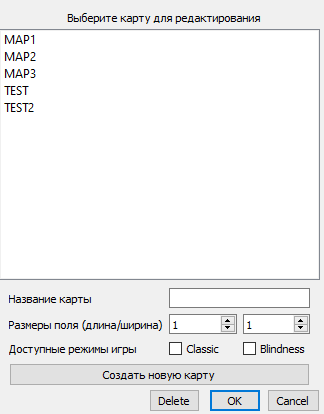 Выберите карту для редактирования
MAP1
MAP2
MAP3
TEST
TEST2
Название карты
Размеры поля (длина/ширина) 1 1
Доступные режимы игры Classic Blindness
Создать новую карту
Delete OK Cancel